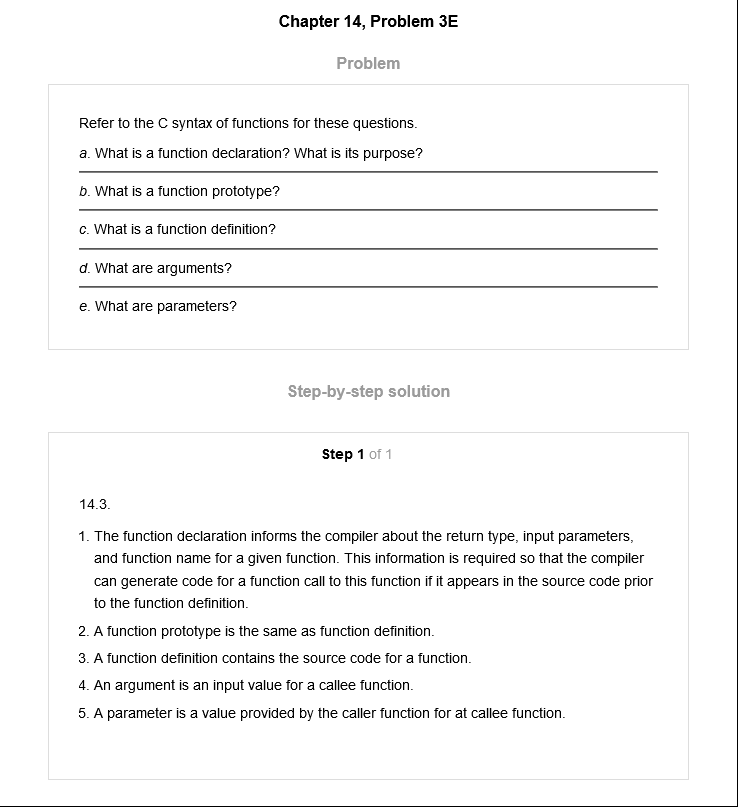 Chapter 14, Problem 3E
Problem
Refer to the C syntax of functions for these questions.
a. What is a function declaration? What is its purpose?
b. What is a function prototype?
c. What is a function definition?
d. What are arguments?
e. What are parameters?
Step-by-step solution
Step 1 of 1
14.3.
1. The function declaration informs the compiler about the return type, input parameters,
and function name for a given function. This information is required so that the compiler
can generate code for a function call to this function if it appears in the source code prior
to the function definition.
2. A function prototype is the same as function definition.
3. A function definition contains the source code for a function.
4. An argument is an input value for a callee function.
5. A parameter is a value provided by the caller function for at callee function.